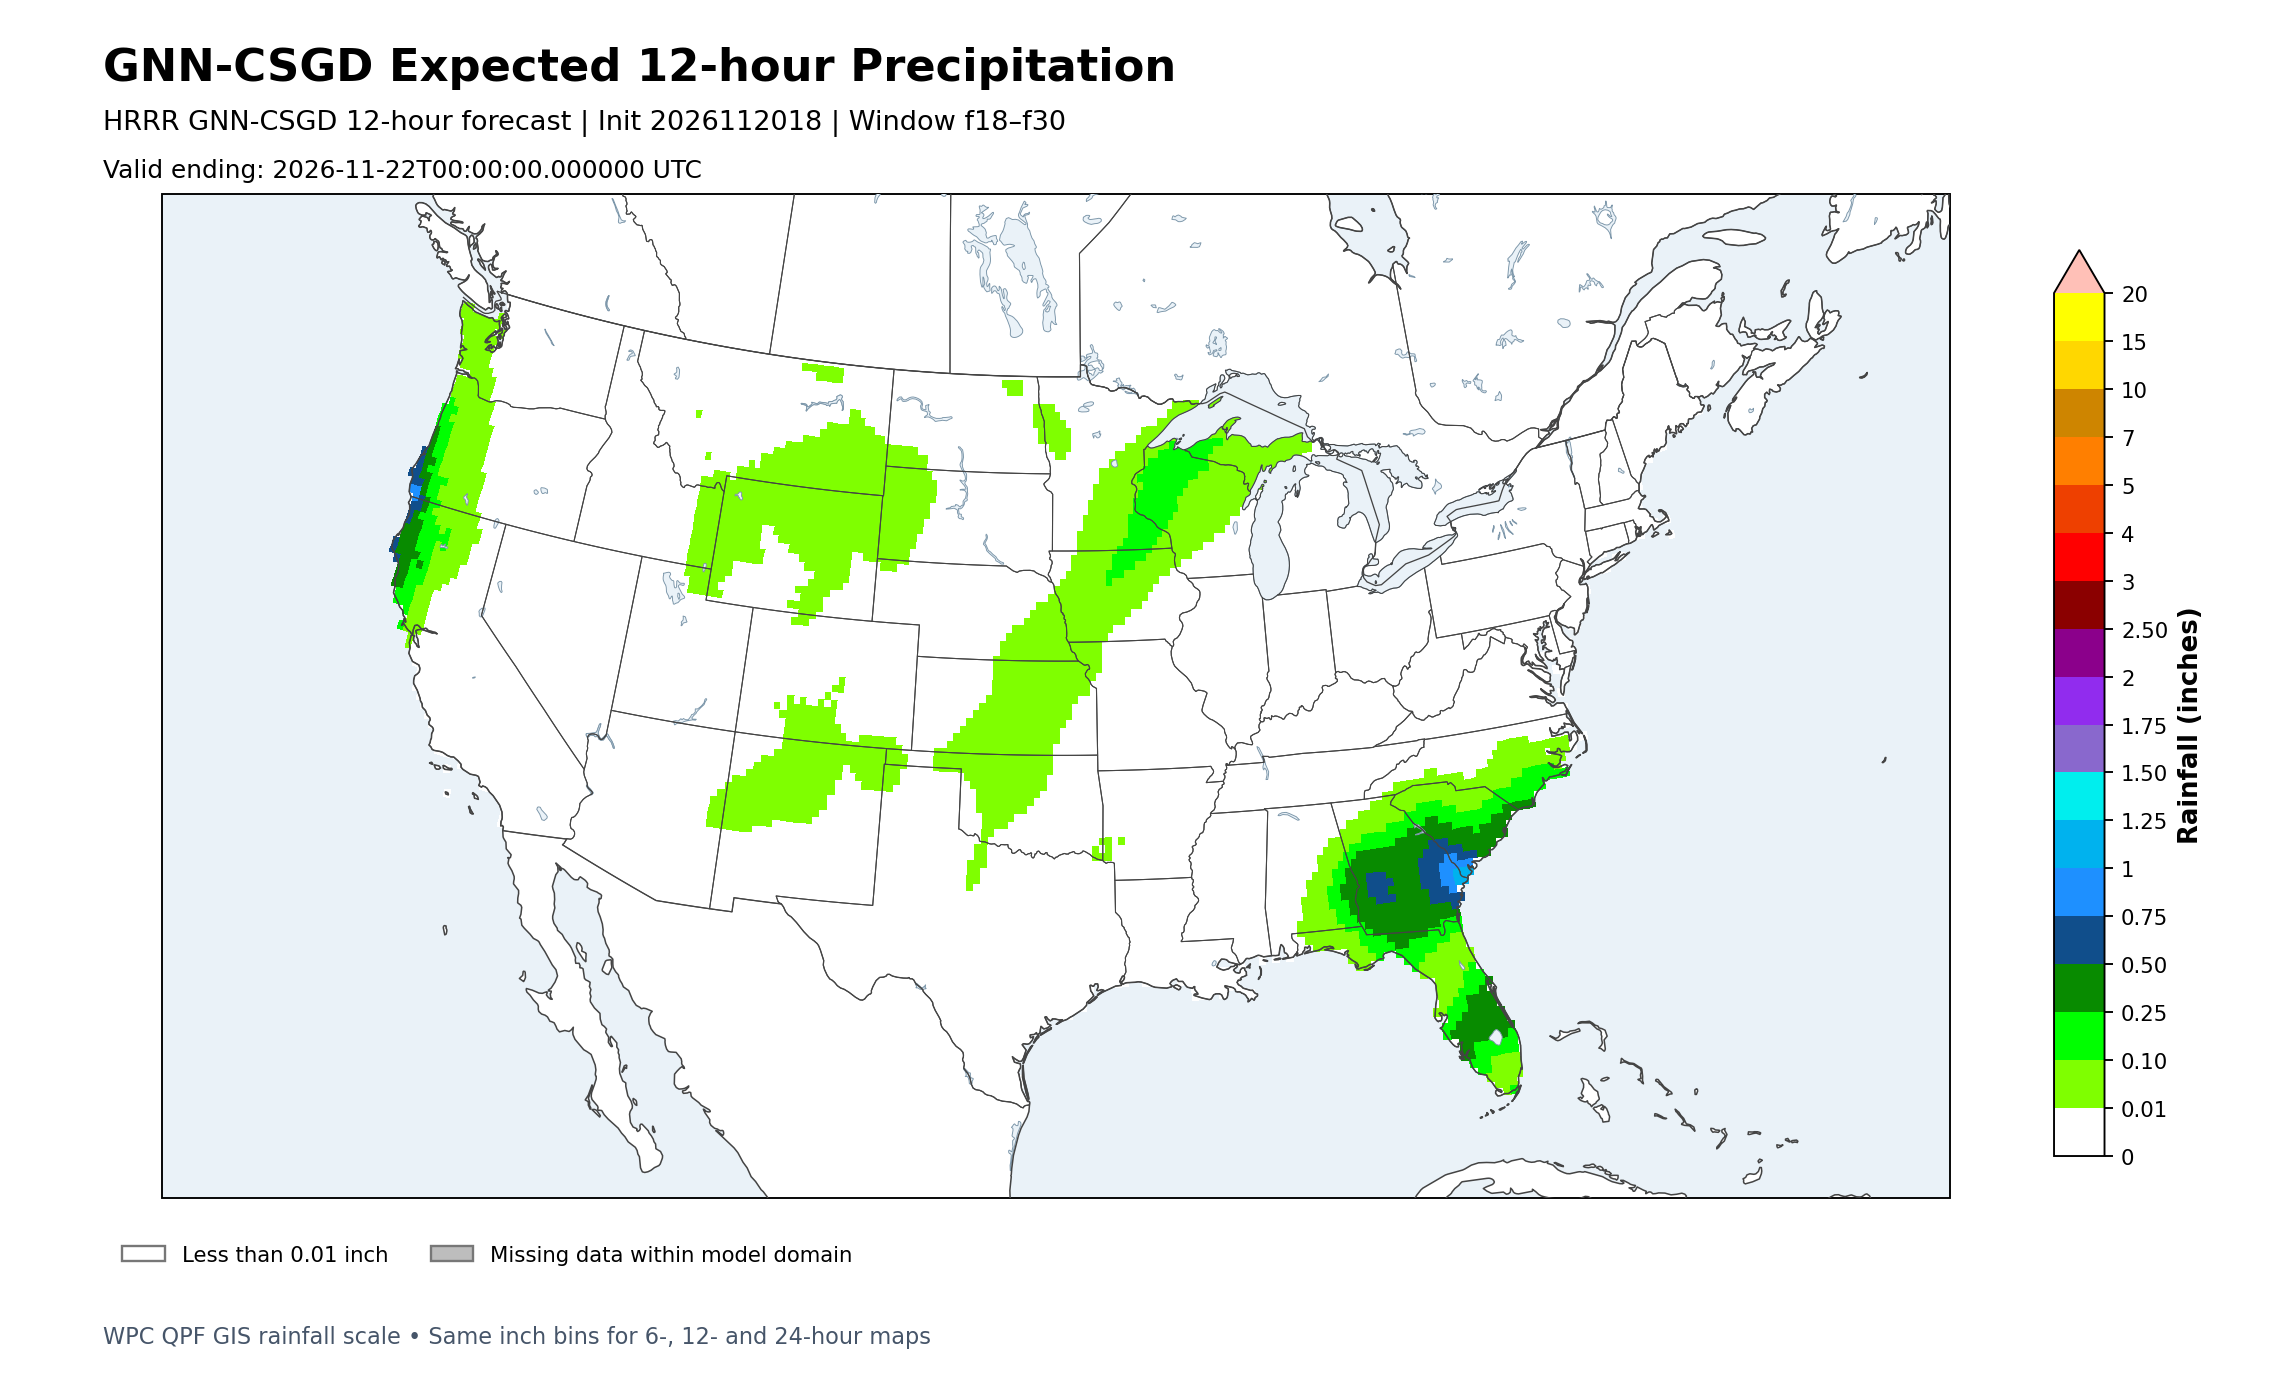 GNN-CSGD Expected 12-hour Precipitation
HRRR GNN-CSGD 12-hour forecast | Init 2026112018 | Window f18–f30
Valid ending: 2026-11-22T00:00:00.000000 UTC
20
15
10
7
5
4
3
2.50
2
1.75
1.50
1.25
1
0.75
0.50
0.25
0.10
0.01
0
Rainfall (inches)
Less than 0.01 inch
Missing data within model domain
WPC QPF GIS rainfall scale • Same inch bins for 6-, 12- and 24-hour maps